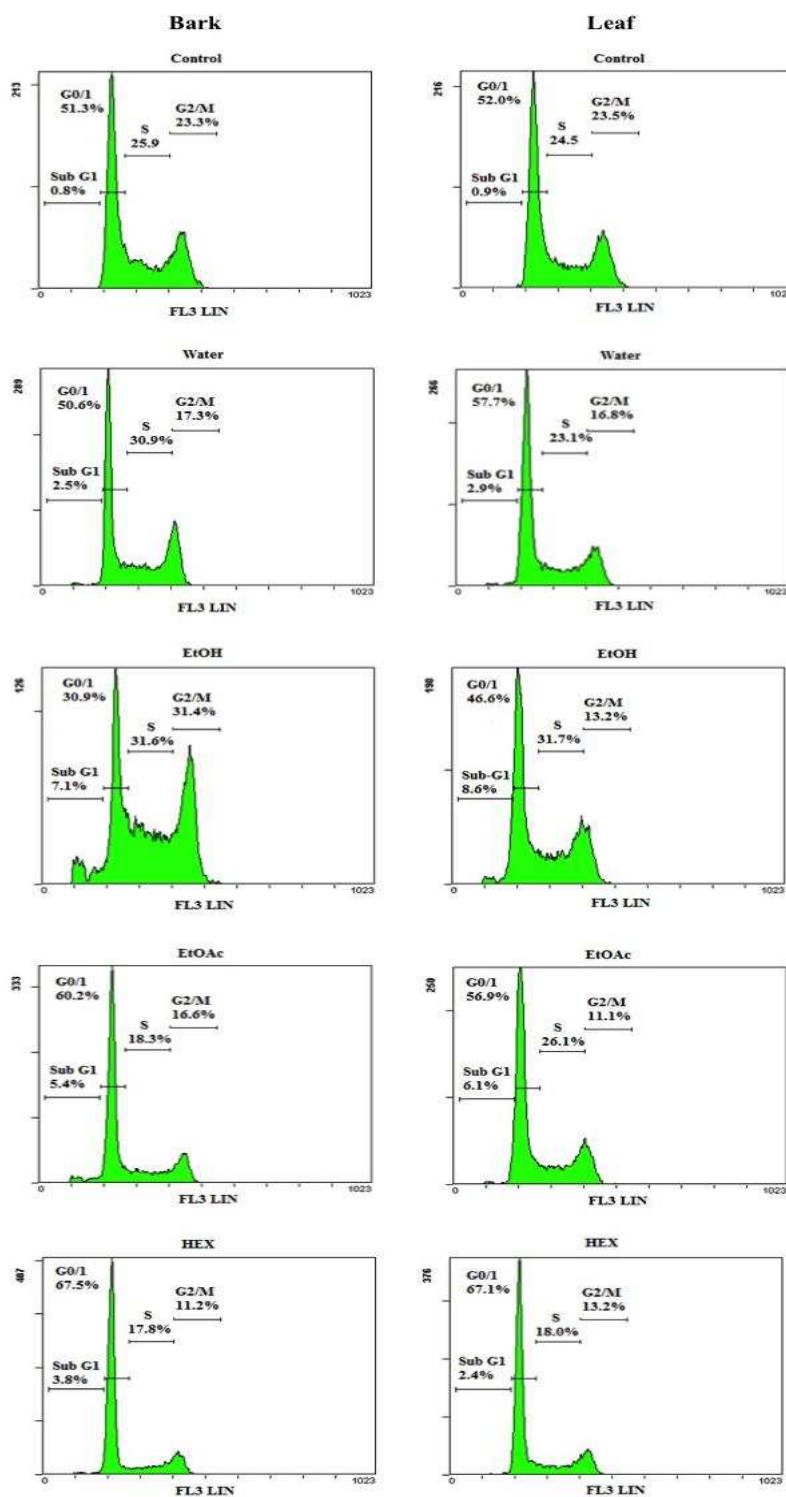 Bark
Leaf
Control
213
G0/1
51.3%
S
25.9
G2/M
23.3%
Sub G1
0.8%
0
1023
FL3 LIN
Control
216
G0/1
52.0%
S
24.5
G2/M
23.5%
Sub G1
0.9%
0
102
FL3 LIN
Water
289
G0/1
50.6%
S
30.9%
G2/M
17.3%
Sub G1
2.5%
0
1023
FL3 LIN
Water
266
G0/1
57.7%
S
23.1%
G2/M
16.8%
Sub G1
2.9%
0
1023
FL3 LIN
EtOH
126
G0/1
30.9%
S
31.6%
G2/M
31.4%
Sub G1
7.1%
0
1023
FL3 LIN
EtOH
190
G0/1
46.6%
S
31.7%
G2/M
13.2%
Sub-G1
8.6%
0
1023
FL3 LIN
EtOAc
333
G0/1
60.2%
S
18.3%
G2/M
16.6%
Sub G1
5.4%
0
1023
FL3 LIN
EtOAc
250
G0/1
56.9%
S
26.1%
G2/M
11.1%
Sub G1
6.1%
0
1023
FL3 LIN
HEX
407
G0/1
67.5%
S
17.8%
G2/M
11.2%
Sub G1
3.8%
0
1023
FL3 LIN
HEX
376
G0/1
67.1%
S
18.0%
G2/M
13.2%
Sub G1
2.4%
0
1023
FL3 LIN